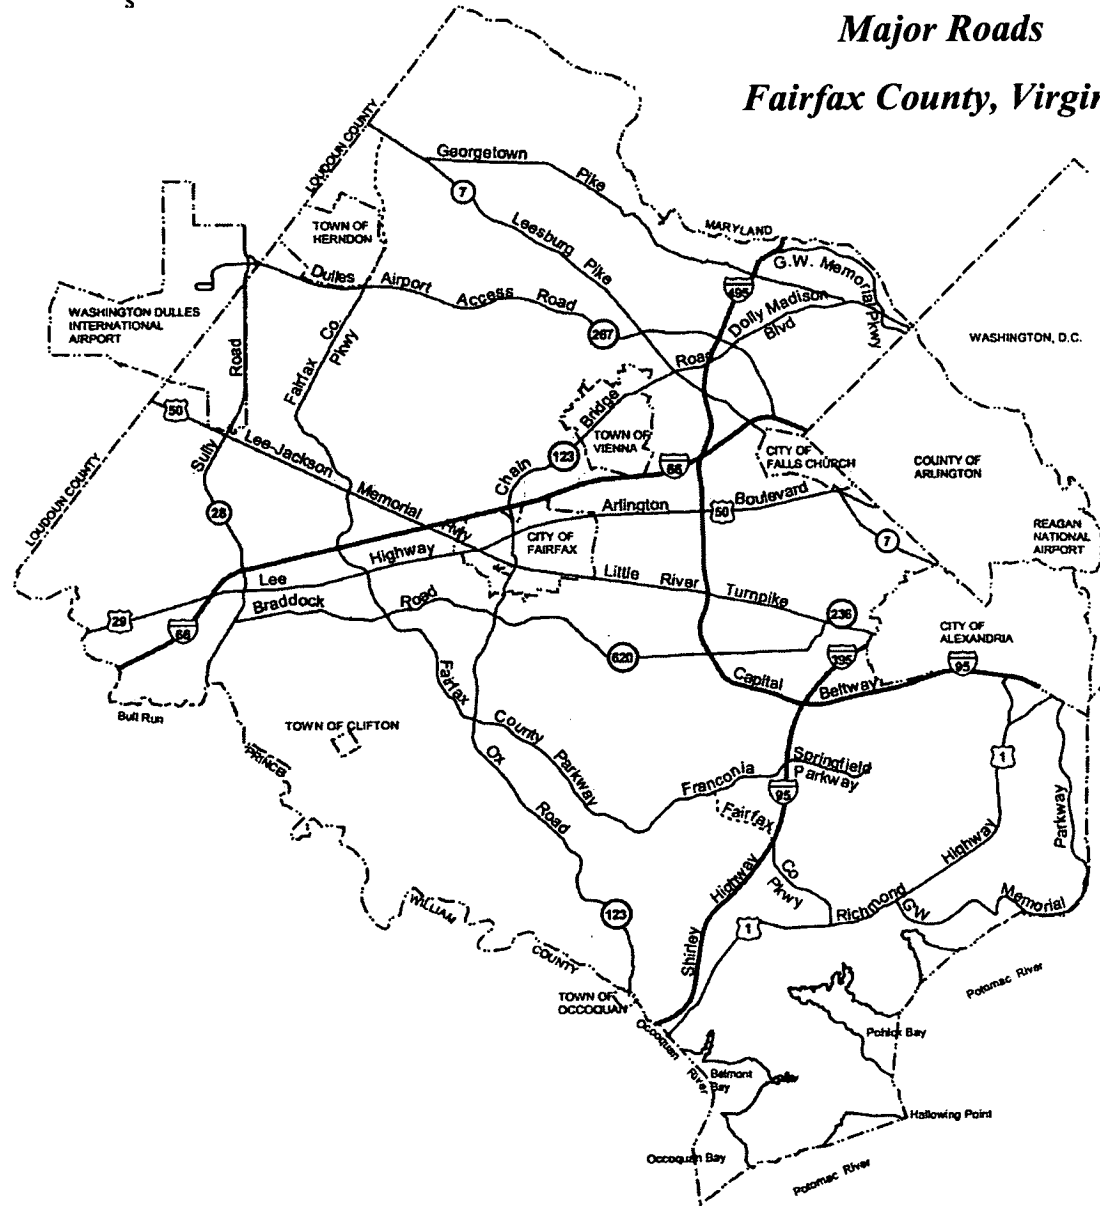 S
Major Roads
Fairfax County, Virgin
LOUDOUN COUNTY
Georgetown
Pike
7
Leesburg
Pike
MARYLAND
TOWN OF
HERNDON
G.W. Memorial Pkwy
495
Dulles Airport Access Road
267
Dolly Madison
Blvd
WASHINGTON DULLES
INTERNATIONAL
AIRPORT
WASHINGTON, D.C.
Road
Fairfax Co
Pkwy
50
Sully
Lee-Jackson
Memorial
Hwy
Chain
Bridge
Road
123
TOWN OF
VIENNA
66
CITY OF
FALLS CHURCH
COUNTY OF
ARLINGTON
LOUDOUN COUNTY
28
Arlington
50
Boulevard
7
REAGAN
NATIONAL
AIRPORT
CITY OF
FAIRFAX
Lee
Highway
Little River Turnpike
236
29
66
Braddock
Road
620
395
CITY OF
ALEXANDRIA
95
Capital
Beltway
Bull Run
TOWN OF CLIFTON
Fairfax
County
Parkway
PRINCE
Ox
Road
Franconia
Springfield
Parkway
95
1
Fairfax
Co
Pkwy
Parkway
Highway
Richmond
GW
Memorial
Shirley
Highway
1
123
WILLIAM
COUNTY
TOWN OF
OCCOQUAN
Occoquan
River
Potomac River
Pohick Bay
Belmont
Bay
Hallowing Point
Occoquan Bay
Potomac River